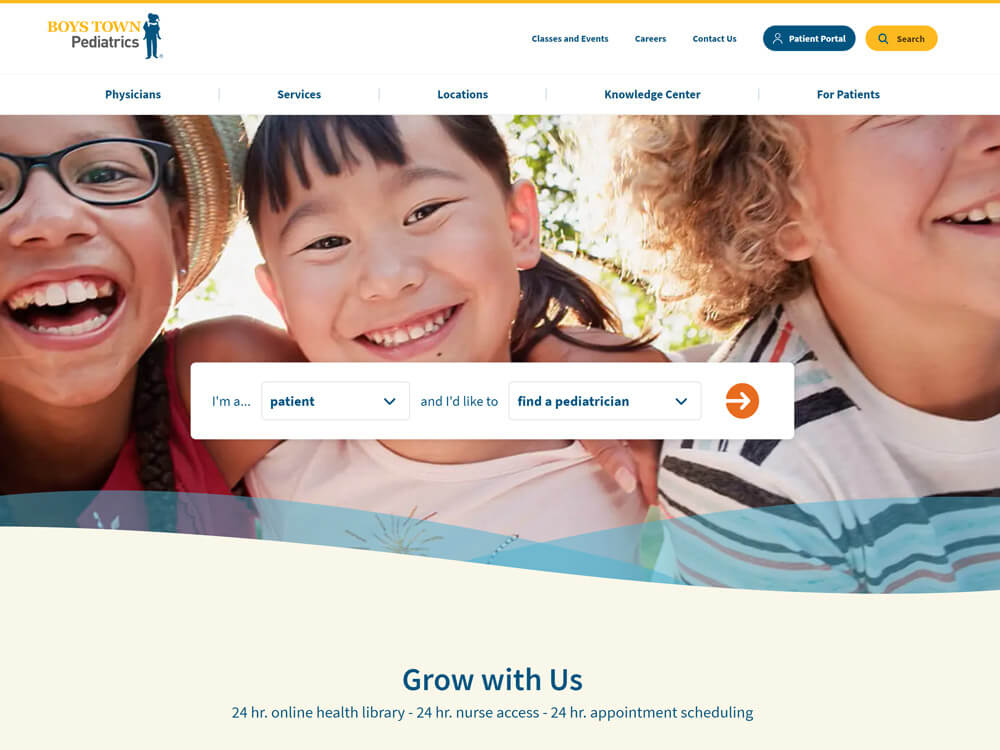 BOYS TOWN
Pediatrics
Classes and Events
Careers
Contact Us
Patient Portal
Search
Physicians
Services
Locations
Knowledge Center
For Patients
I'm a...
patient
and I'd like to
find a pediatrician
Grow with Us
24 hr. online health library - 24 hr. nurse access - 24 hr. appointment scheduling